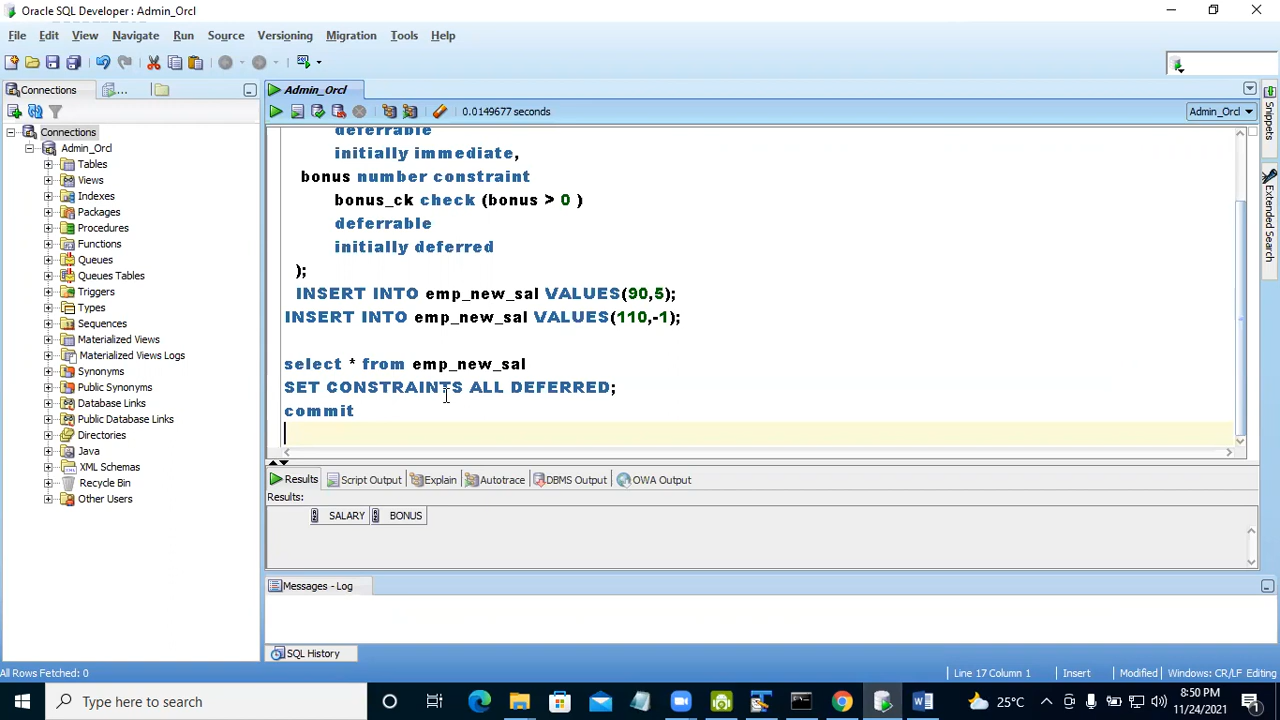 Oracle SQL Developer : Admin_Orcl
File Edit View Navigate Run Source Versioning Migration Tools Help
Connections ... Admin_Orcl
0.0149677 seconds Admin_Orcl
Connections
Admin_Orcl
Tables
Views
Indexes
Packages
Procedures
Functions
Queues
Queues Tables
Triggers
Types
Sequences
Materialized Views
Materialized Views Logs
Synonyms
Public Synonyms
Database Links
Public Database Links
Directories
Java
XML Schemas
Recycle Bin
Other Users
deferrable
initially immediate,
bonus number constraint
bonus_ck check (bonus > 0 )
deferrable
initially deferred
);
INSERT INTO emp_new_sal VALUES(90,5);
INSERT INTO emp_new_sal VALUES(110,-1);
select * from emp_new_sal
SET CONSTRAINTS ALL DEFERRED;
commit
Results Script Output Explain Autotrace DBMS Output OWA Output
Results:
SALARY BONUS
Messages - Log
SQL History
Snippets
Extended Search
All Rows Fetched: 0 Line 17 Column 1 Insert Modified Windows: CR/LF Editing
Type here to search 25°C 8:50 PM
11/24/2021
1